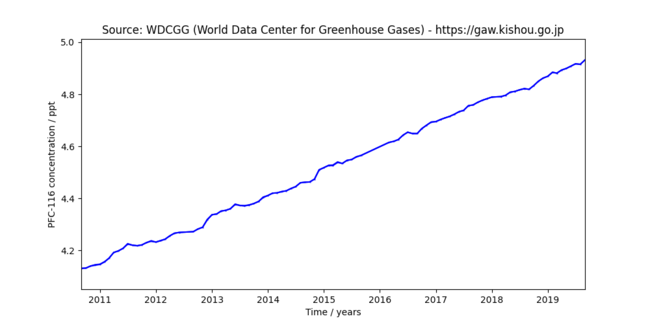 Source: WDCGG (World Data Center for Greenhouse Gases) - https://gaw.kishou.go.jp
5.0
4.8
4.6
4.4
4.2
PFC-116 concentration / ppt
2011 2012 2013 2014 2015 2016 2017 2018 2019
Time / years